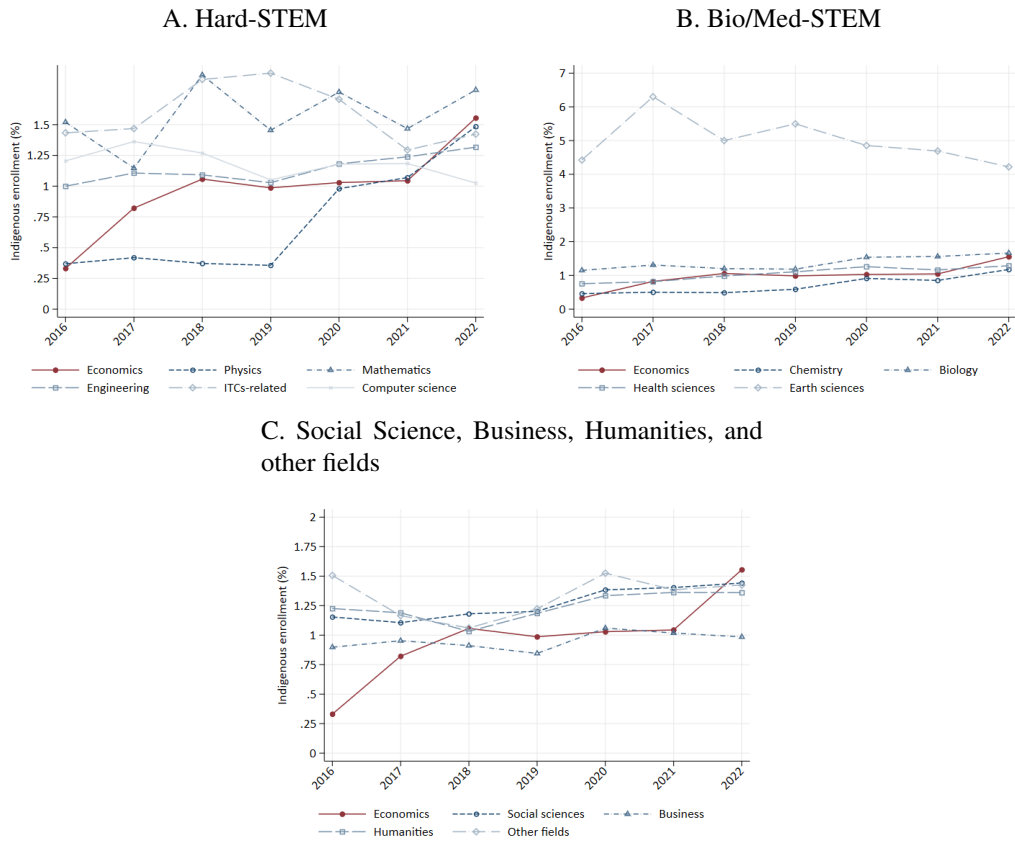 A. Hard-STEM
Indigenous enrollment (%)
1.5
1.25
1
.75
.5
.25
0
2016 2017 2018 2019 2020 2021 2022
Economics Physics Mathematics
Engineering ITCs-related Computer science
B. Bio/Med-STEM
Indigenous enrollment (%)
7
6
5
4
3
2
1
0
2016 2017 2018 2019 2020 2021 2022
Economics Chemistry Biology
Health sciences Earth sciences
C. Social Science, Business, Humanities, and
other fields
Indigenous enrollment (%)
2
1.75
1.5
1.25
1
.75
.5
.25
0
2016 2017 2018 2019 2020 2021 2022
Economics Social sciences Business
Humanities Other fields